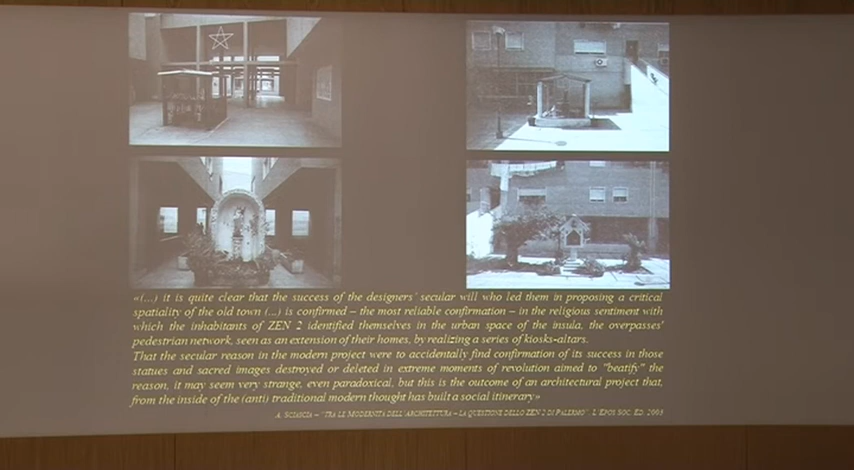 «(...) it is quite clear that the success of the designers' secular will who led them in proposing a critical
spatiality of the old town (...) is confirmed – the most reliable confirmation – in the religious sentiment with
which the inhabitants of ZEN 2 identified themselves in the urban space of the insula, the overpasses'
pedestrian network, seen as an extension of their homes, by realizing a series of kiosks-altars.
That the secular reason in the modern project were to accidentally find confirmation of its success in those
statues and sacred images destroyed or deleted in extreme moments of revolution aimed to "beatify" the
reason, it may seem very strange, even paradoxical, but this is the outcome of an architectural project that,
from the inside of the (anti) traditional modern thought has built a social itinerary»
A. SCIASCIA – "TRA LE MODERNITÀ DELL'ARCHITETTURA – LA QUESTIONE DELLO ZEN 2 DI PALERMO". L'EPOS SOC. ED. 2003